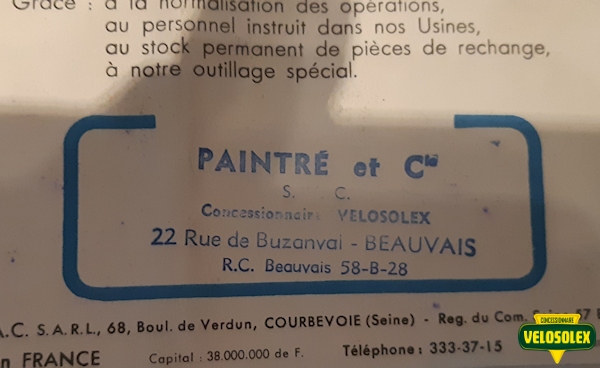 Grâce : à la normalisation des opérations,
au personnel instruit dans nos Usines,
au stock permanent de pièces de rechange,
à notre outillage spécial.
PAINTRÉ et Cie
S. C.
Concessionnaire VELOSOLEX
22 Rue de Buzanval - BEAUVAIS
R.C. Beauvais 58-B-28
A.C. S.A.R.L., 68, Boul. de Verdun, COURBEVOIE (Seine) - Reg. du Com.
FRANCE
Capital : 38.000.000 de F.
Téléphone : 333-37-15
CONCESSIONNAIRE
VELOSOLEX